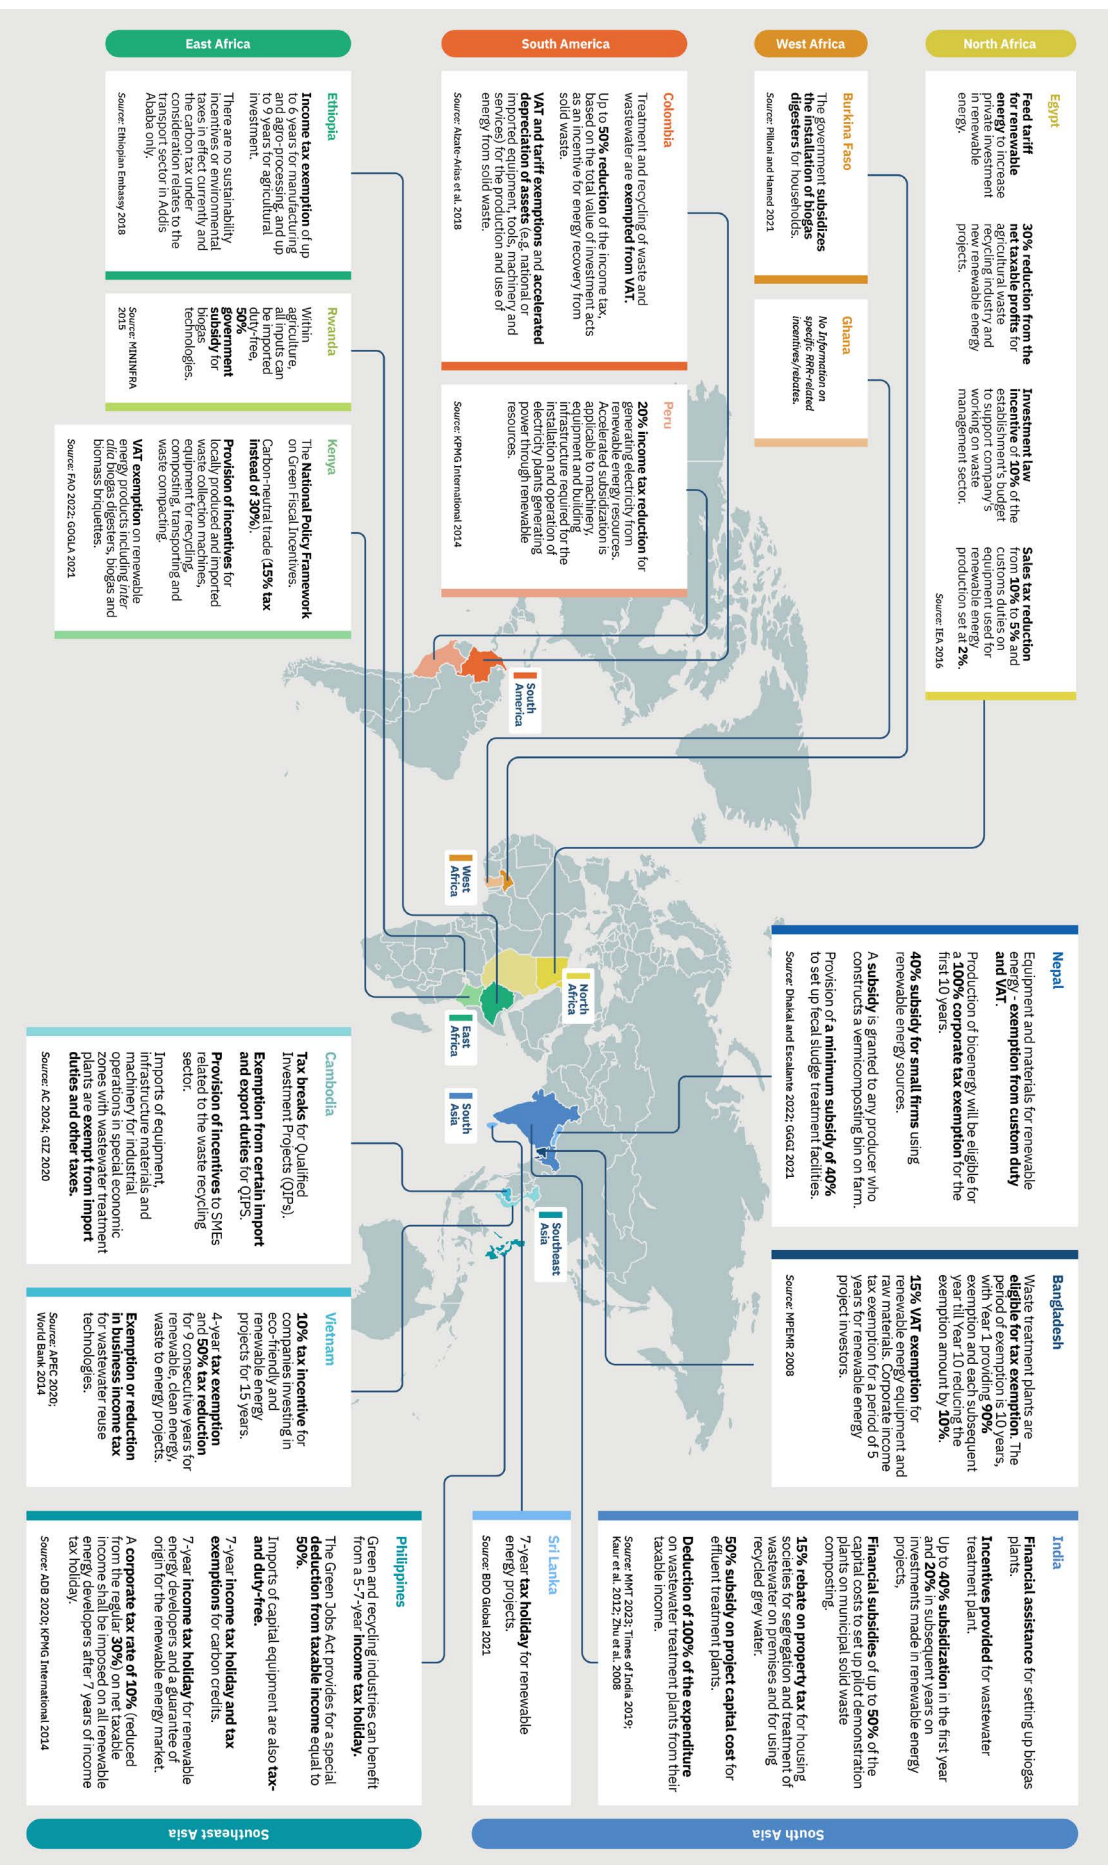 North Africa
Egypt
Feed tariff
for renewable
energy to increase
private investment
in renewable
energy.
30% reduction from the
net taxable profits for
agricultural waste
recycling industry and
new renewable energy
projects.
Investment law
incentive of 10% of the
establishment's budget
to support company's
working on waste
management sector.
Sales tax reduction
from 10% to 5% and
customs duties on
equipment used for
renewable energy
production set at 2%.
Source: IEA 2016
West Africa
Burkina Faso
The government subsidizes
the installation of biogas
digesters for households.
Source: Pilloni and Hamed 2021
Ghana
No Information on
specific RRR-related
incentives/rebates.
South America
Colombia
Treatment and recycling of waste and
wastewater are exempted from VAT.
Up to 50% reduction of the income tax,
based on the total value of investment acts
as an incentive for energy recovery from
solid waste.
VAT and tariff exemptions and accelerated
depreciation of assets (e.g. national or
imported equipment, tools, machinery and
services) for the production and use of
energy from solid waste.
Source: Alzate-Arias et al. 2018
Peru
20% income tax reduction for
generating electricity from
renewable energy resources.
Accelerated subsidization is
applicable to machinery,
equipment and building
infrastructure required for the
installation and operation of
electricity plants generating
power through renewable
resources.
Source: KPMG International 2014
East Africa
Ethiopia
Income tax exemption of up
to 6 years for manufacturing
and agro-processing, and up
to 9 years for agricultural
investment.
There are no sustainability
incentives or environmental
taxes in effect currently and
the carbon tax under
consideration relates to the
transport sector in Addis
Ababa only.
Source: Ethiopian Embassy 2018
Rwanda
Within
agriculture,
all inputs can
be imported
duty-free,
50%
government
subsidy for
biogas
technologies.
Source: MININFRA
2015
Kenya
The National Policy Framework
on Green Fiscal Incentives.
Carbon-neutral trade (15% tax
instead of 30%).
Provision of incentives for
locally produced and imported
waste collection machines,
equipment for recycling,
composting, transporting and
waste compacting.
VAT exemption on renewable
energy products including inter
alia biogas digesters, biogas and
biomass briquettes.
Source: FAO 2022; GOGLA 2021
South
America
West
Africa
North
Africa
East
Africa
South
Asia
Southeast
Asia
Nepal
Equipment and materials for renewable
energy - exemption from custom duty
and VAT.
Production of bioenergy will be eligible for
a 100% corporate tax exemption for the
first 10 years.
40% subsidy for small firms using
renewable energy sources.
A subsidy is granted to any producer who
constructs a vermicomposting bin on farm.
Provision of a minimum subsidy of 40%
to set up fecal sludge treatment facilities.
Source: Dhakal and Escalante 2022; GGGI 2021
Bangladesh
Waste treatment plants are
eligible for tax exemption. The
period of exemption is 10 years,
with Year 1 providing 90%
exemption and each subsequent
year till Year 10 reducing the
exemption amount by 10%.
15% VAT exemption for
renewable energy equipment and
raw materials. Corporate income
tax exemption for a period of 5
years for renewable energy
project investors.
Source: MPEMR 2008
India
Financial assistance for setting up biogas
plants.
Incentives provided for wastewater
treatment plant.
Up to 40% subsidization in the first year
and 20% in subsequent years on
investments made in renewable energy
projects,
Financial subsidies of up to 50% of the
capital costs to set up pilot demonstration
plants on municipal solid waste
composting.
15% rebate on property tax for housing
societies for segregation and treatment of
wastewater on premises and for using
recycled grey water.
50% subsidy on project capital cost for
effluent treatment plants.
Deduction of 100% of the expenditure
on wastewater treatment plants from their
taxable income.
Source: MMT 2023; Times of India 2019;
Kaur et al. 2012; Zhu et al. 2008
Sri Lanka
7-year tax holiday for renewable
energy projects.
Source: BDO Global 2021
South Asia
Cambodia
Tax breaks for Qualified
Investment Projects (QIPs).
Exemption from certain import
and export duties for QIPS.
Provision of incentives to SMEs
related to the waste recycling
sector.
Imports of equipment,
infrastructure materials and
machinery for industrial
operations in special economic
zones with wastewater treatment
plants are exempt from import
duties and other taxes.
Source: AC 2024; GIZ 2020
Vietnam
10% tax incentive for
companies investing in
eco-friendly and
renewable energy
projects for 15 years.
4-year tax exemption
and 50% tax reduction
for 9 consecutive years for
renewable, clean energy,
waste to energy projects.
Exemption or reduction
in business income tax
for wastewater reuse
technologies.
Source: APEC 2020;
World Bank 2014
Philippines
Green and recycling industries can benefit
from a 5-7-year income tax holiday.
The Green Jobs Act provides for a special
deduction from taxable income equal to
50%.
Imports of capital equipment are also tax-
and duty-free.
7-year income tax holiday and tax
exemptions for carbon credits.
7-year income tax holiday for renewable
energy developers and a guarantee of
origin for the renewable energy market.
A corporate tax rate of 10% (reduced
from the regular 30%) on net taxable
income shall be imposed on all renewable
energy developers after 7 years of income
tax holiday.
Source: ADB 2020; KPMG International 2014
Southeast Asia